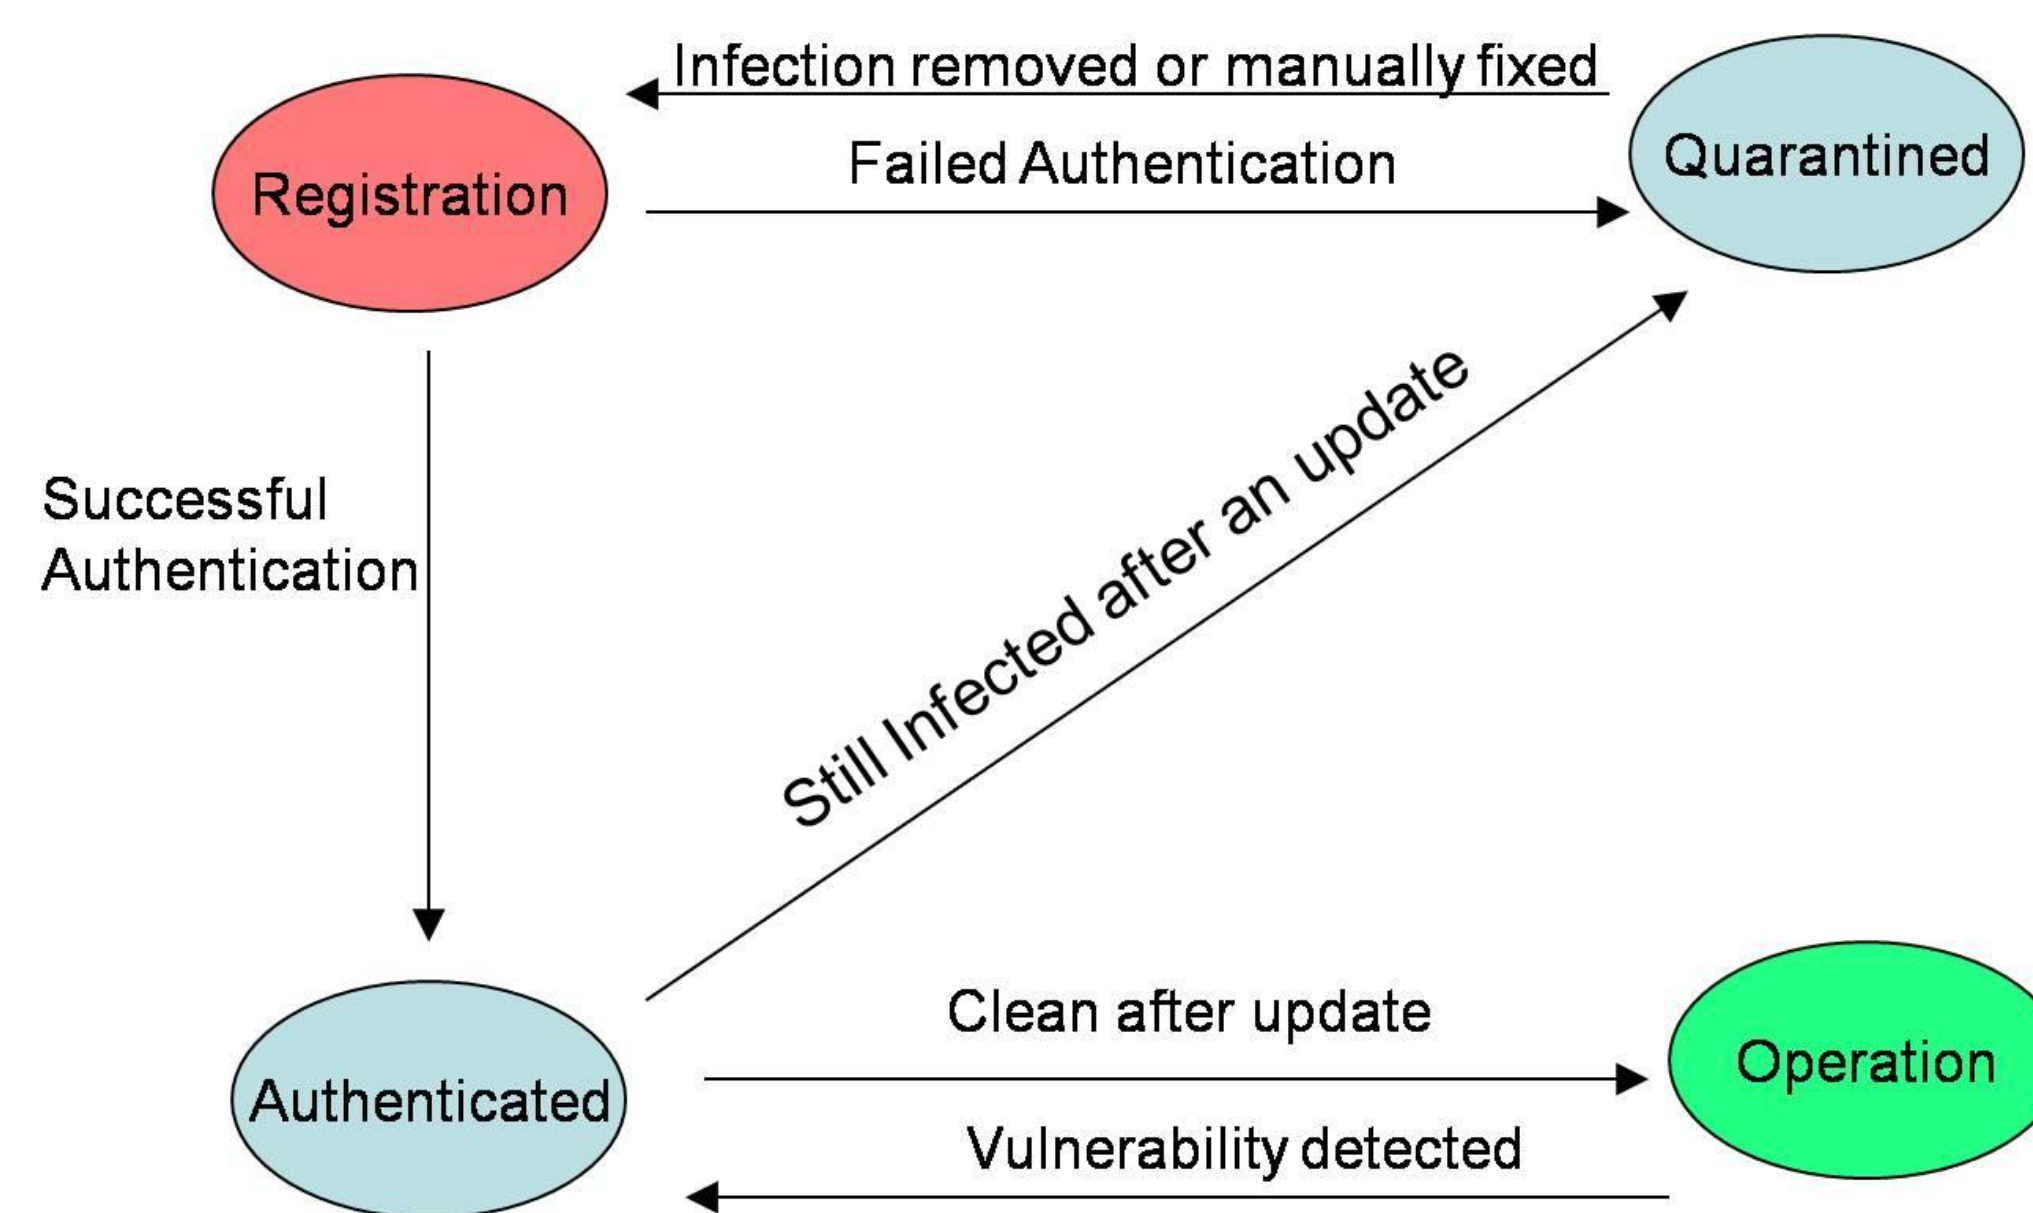 Infection removed or manually fixed
Registration
Failed Authentication
Quarantined
Successful
Authentication
Still Infected after an update
Clean after update
Authenticated
Operation
Vulnerability detected